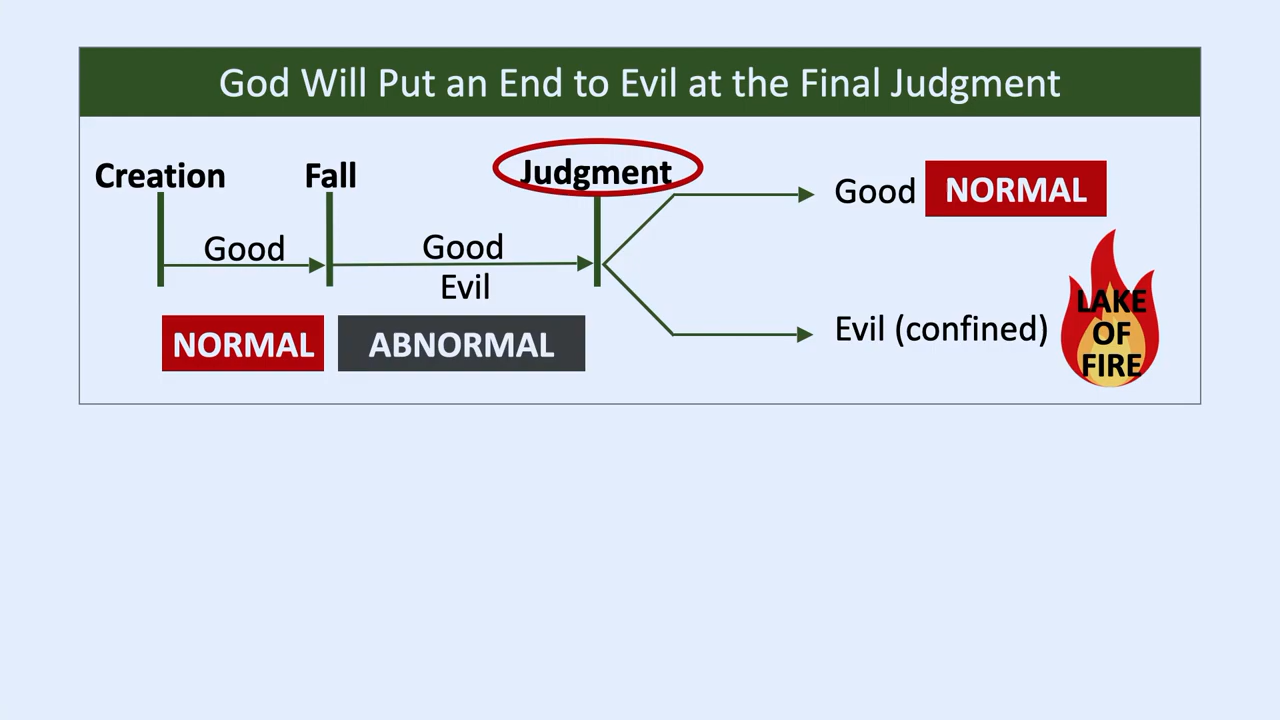 God Will Put an End to Evil at the Final Judgment
Creation
Fall
Judgment
Good
Good
Evil
NORMAL
ABNORMAL
Good
NORMAL
Evil (confined)
LAKE
OF
FIRE